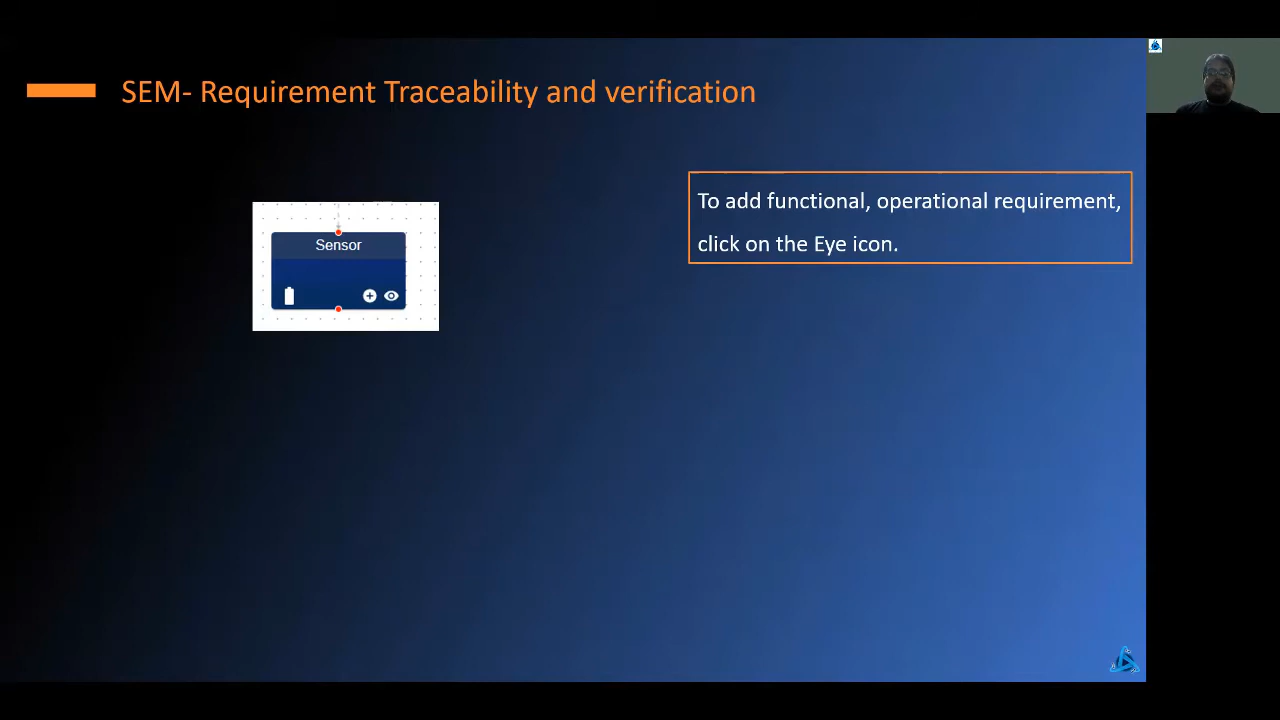 SEM- Requirement Traceability and verification
To add functional, operational requirement,
click on the Eye icon.
Sensor